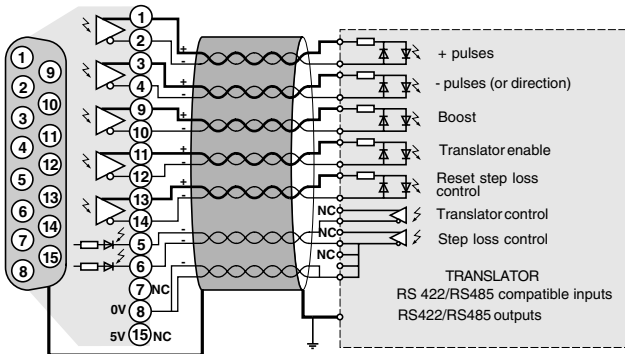 1
2
3
4
5
6
7
8
9
10
11
12
13
14
15
1
2
3
4
9
10
11
12
13
14
5
6
7 NC
0V 8
5V 15 NC
+
-
+
-
+
-
+
-
+
-
-
-
-
+ pulses
- pulses (or direction)
Boost
Translator enable
Reset step loss
control
NC
Translator control
NC
Step loss control
NC
TRANSLATOR
RS 422/RS485 compatible inputs
RS422/RS485 outputs